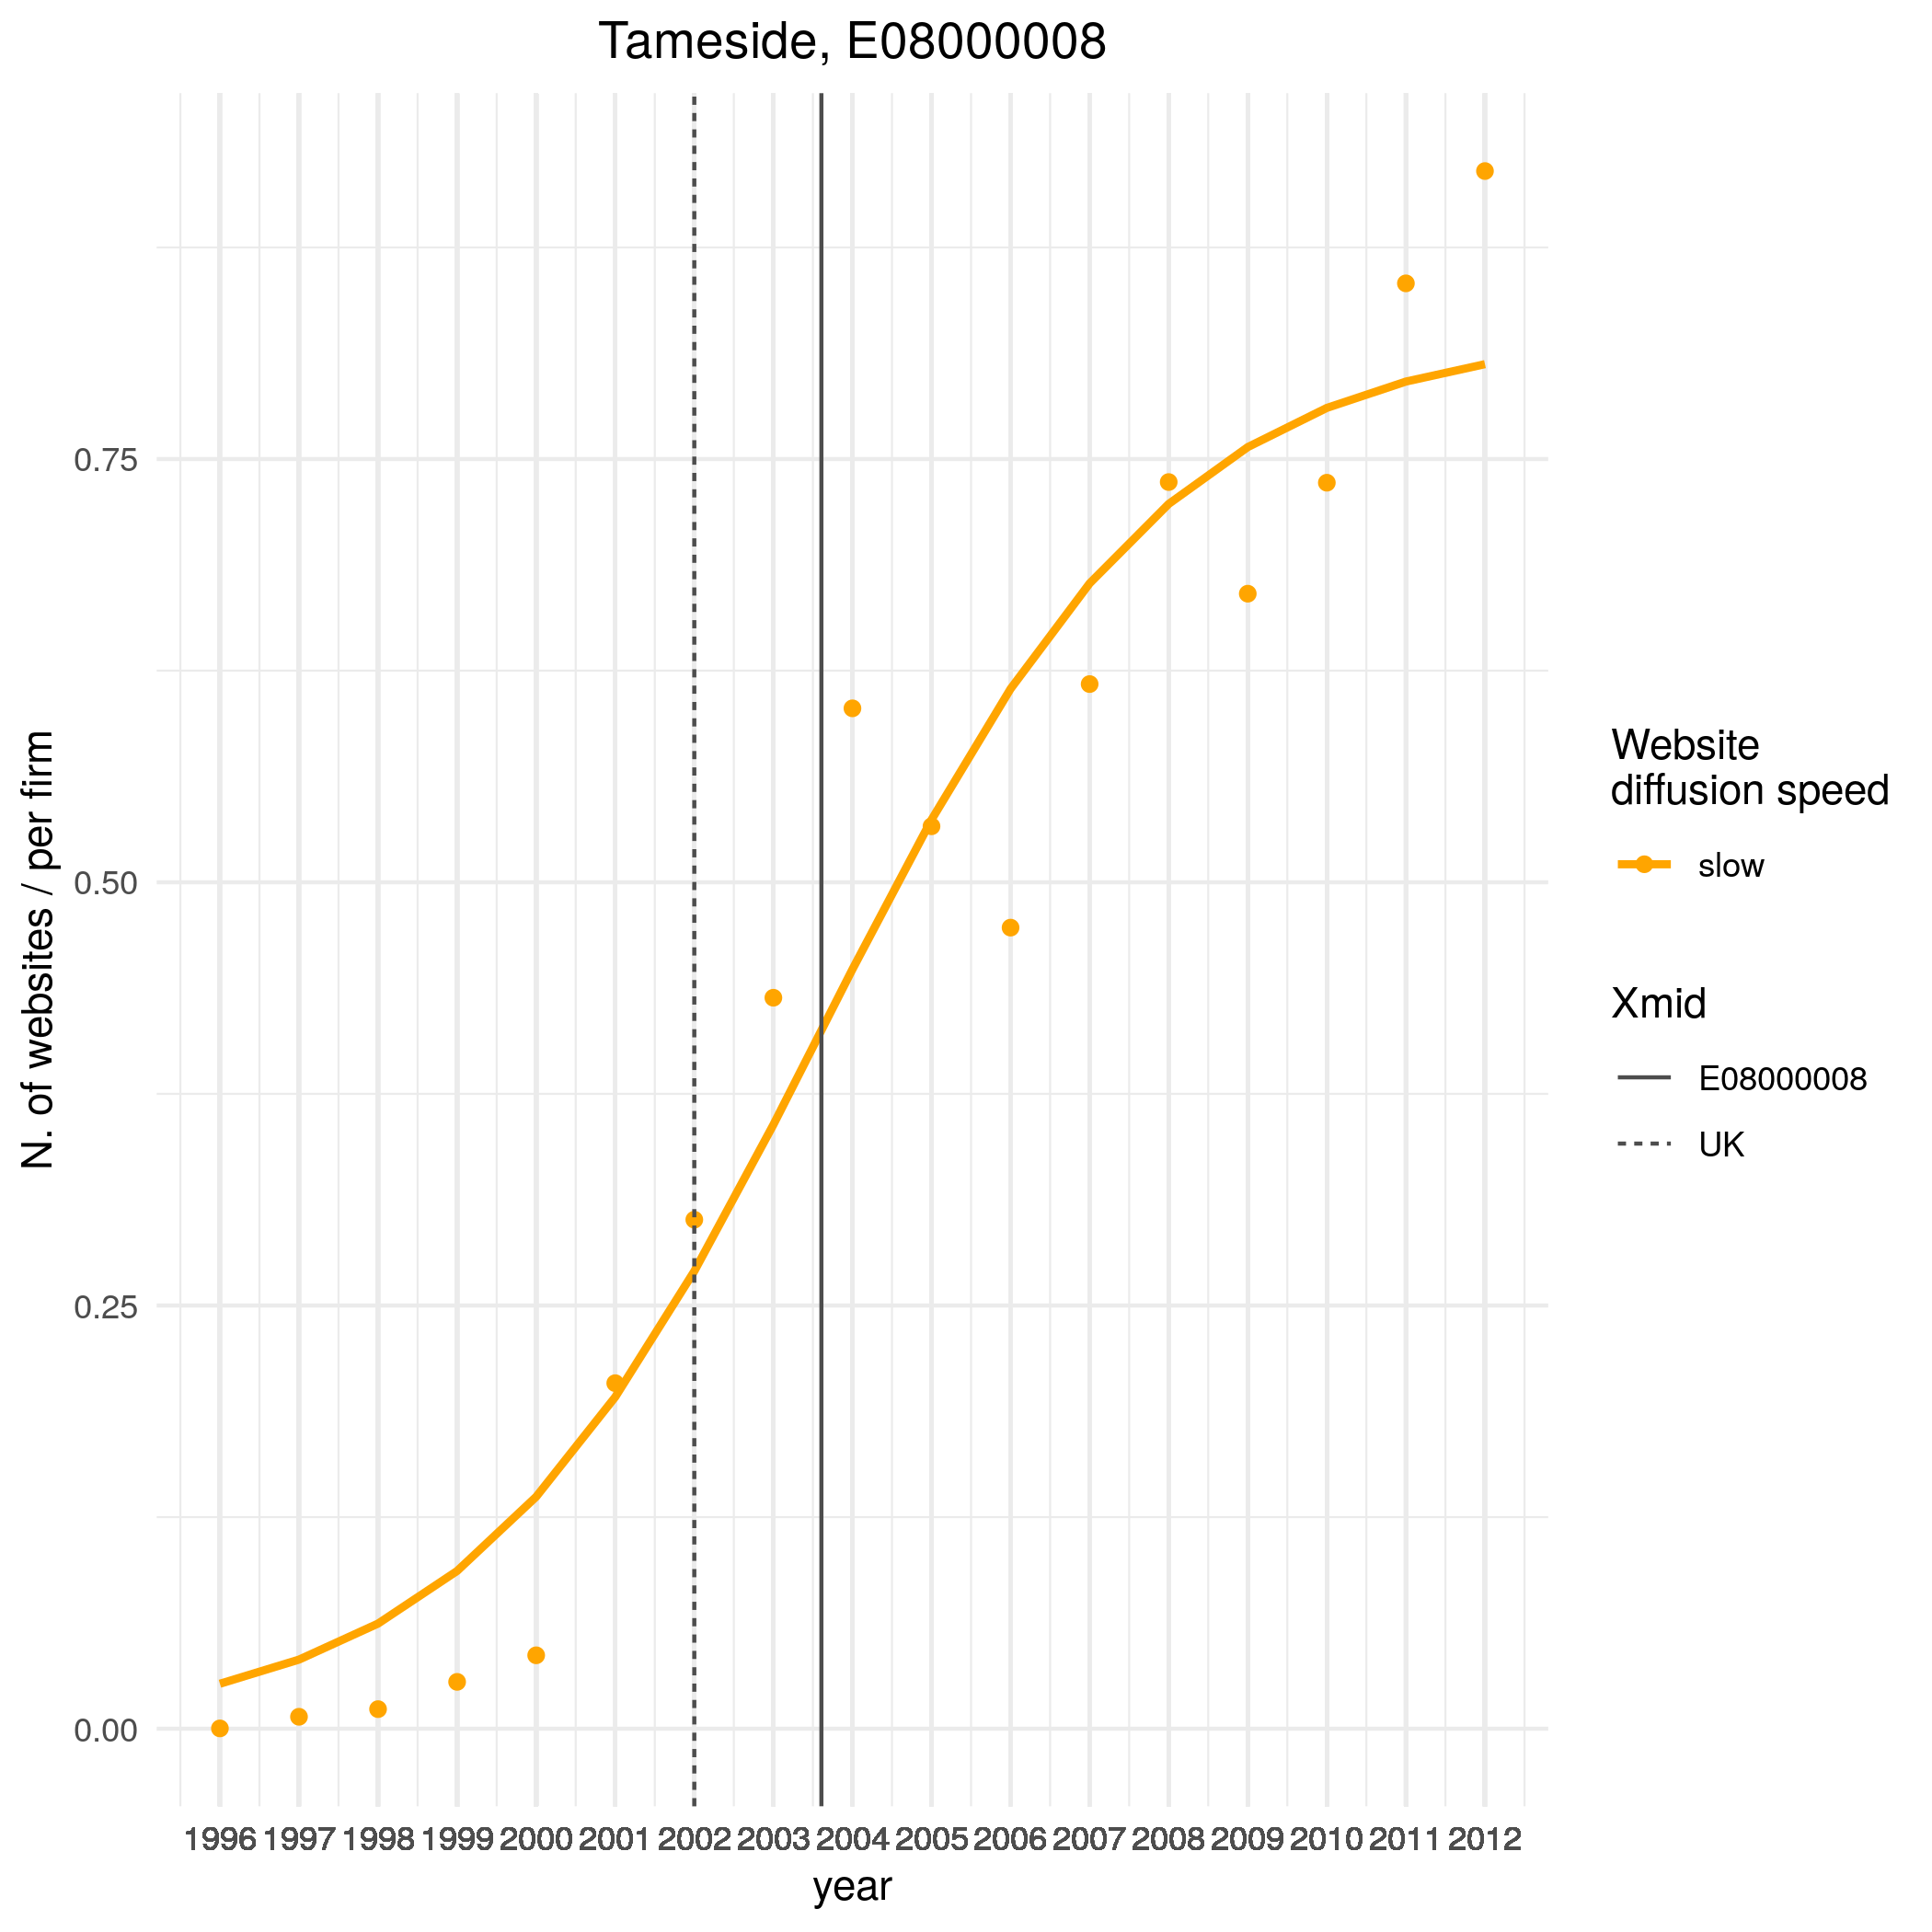 Tameside, E08000008
N. of websites / per firm
0.75
0.50
0.25
0.00
1996 1997 1998 1999 2000 2001 2002 2003 2004 2005 2006 2007 2008 2009 2010 2011 2012
year
Website
diffusion speed
slow
Xmid
E08000008
UK